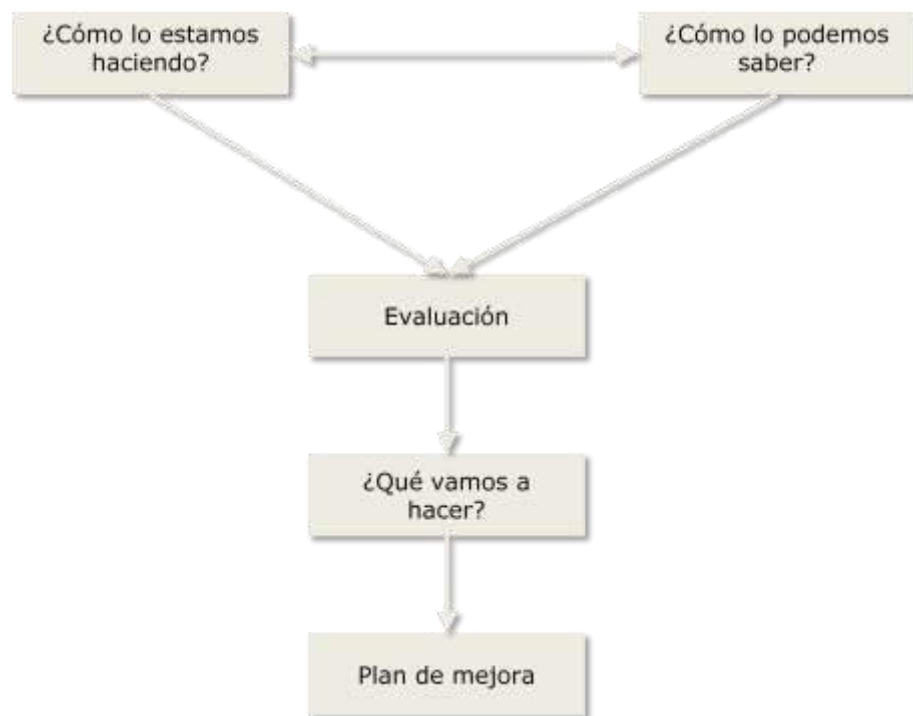 ¿Cómo lo estamos
haciendo?
¿Cómo lo podemos
saber?
Evaluación
¿Qué vamos a
hacer?
Plan de mejora